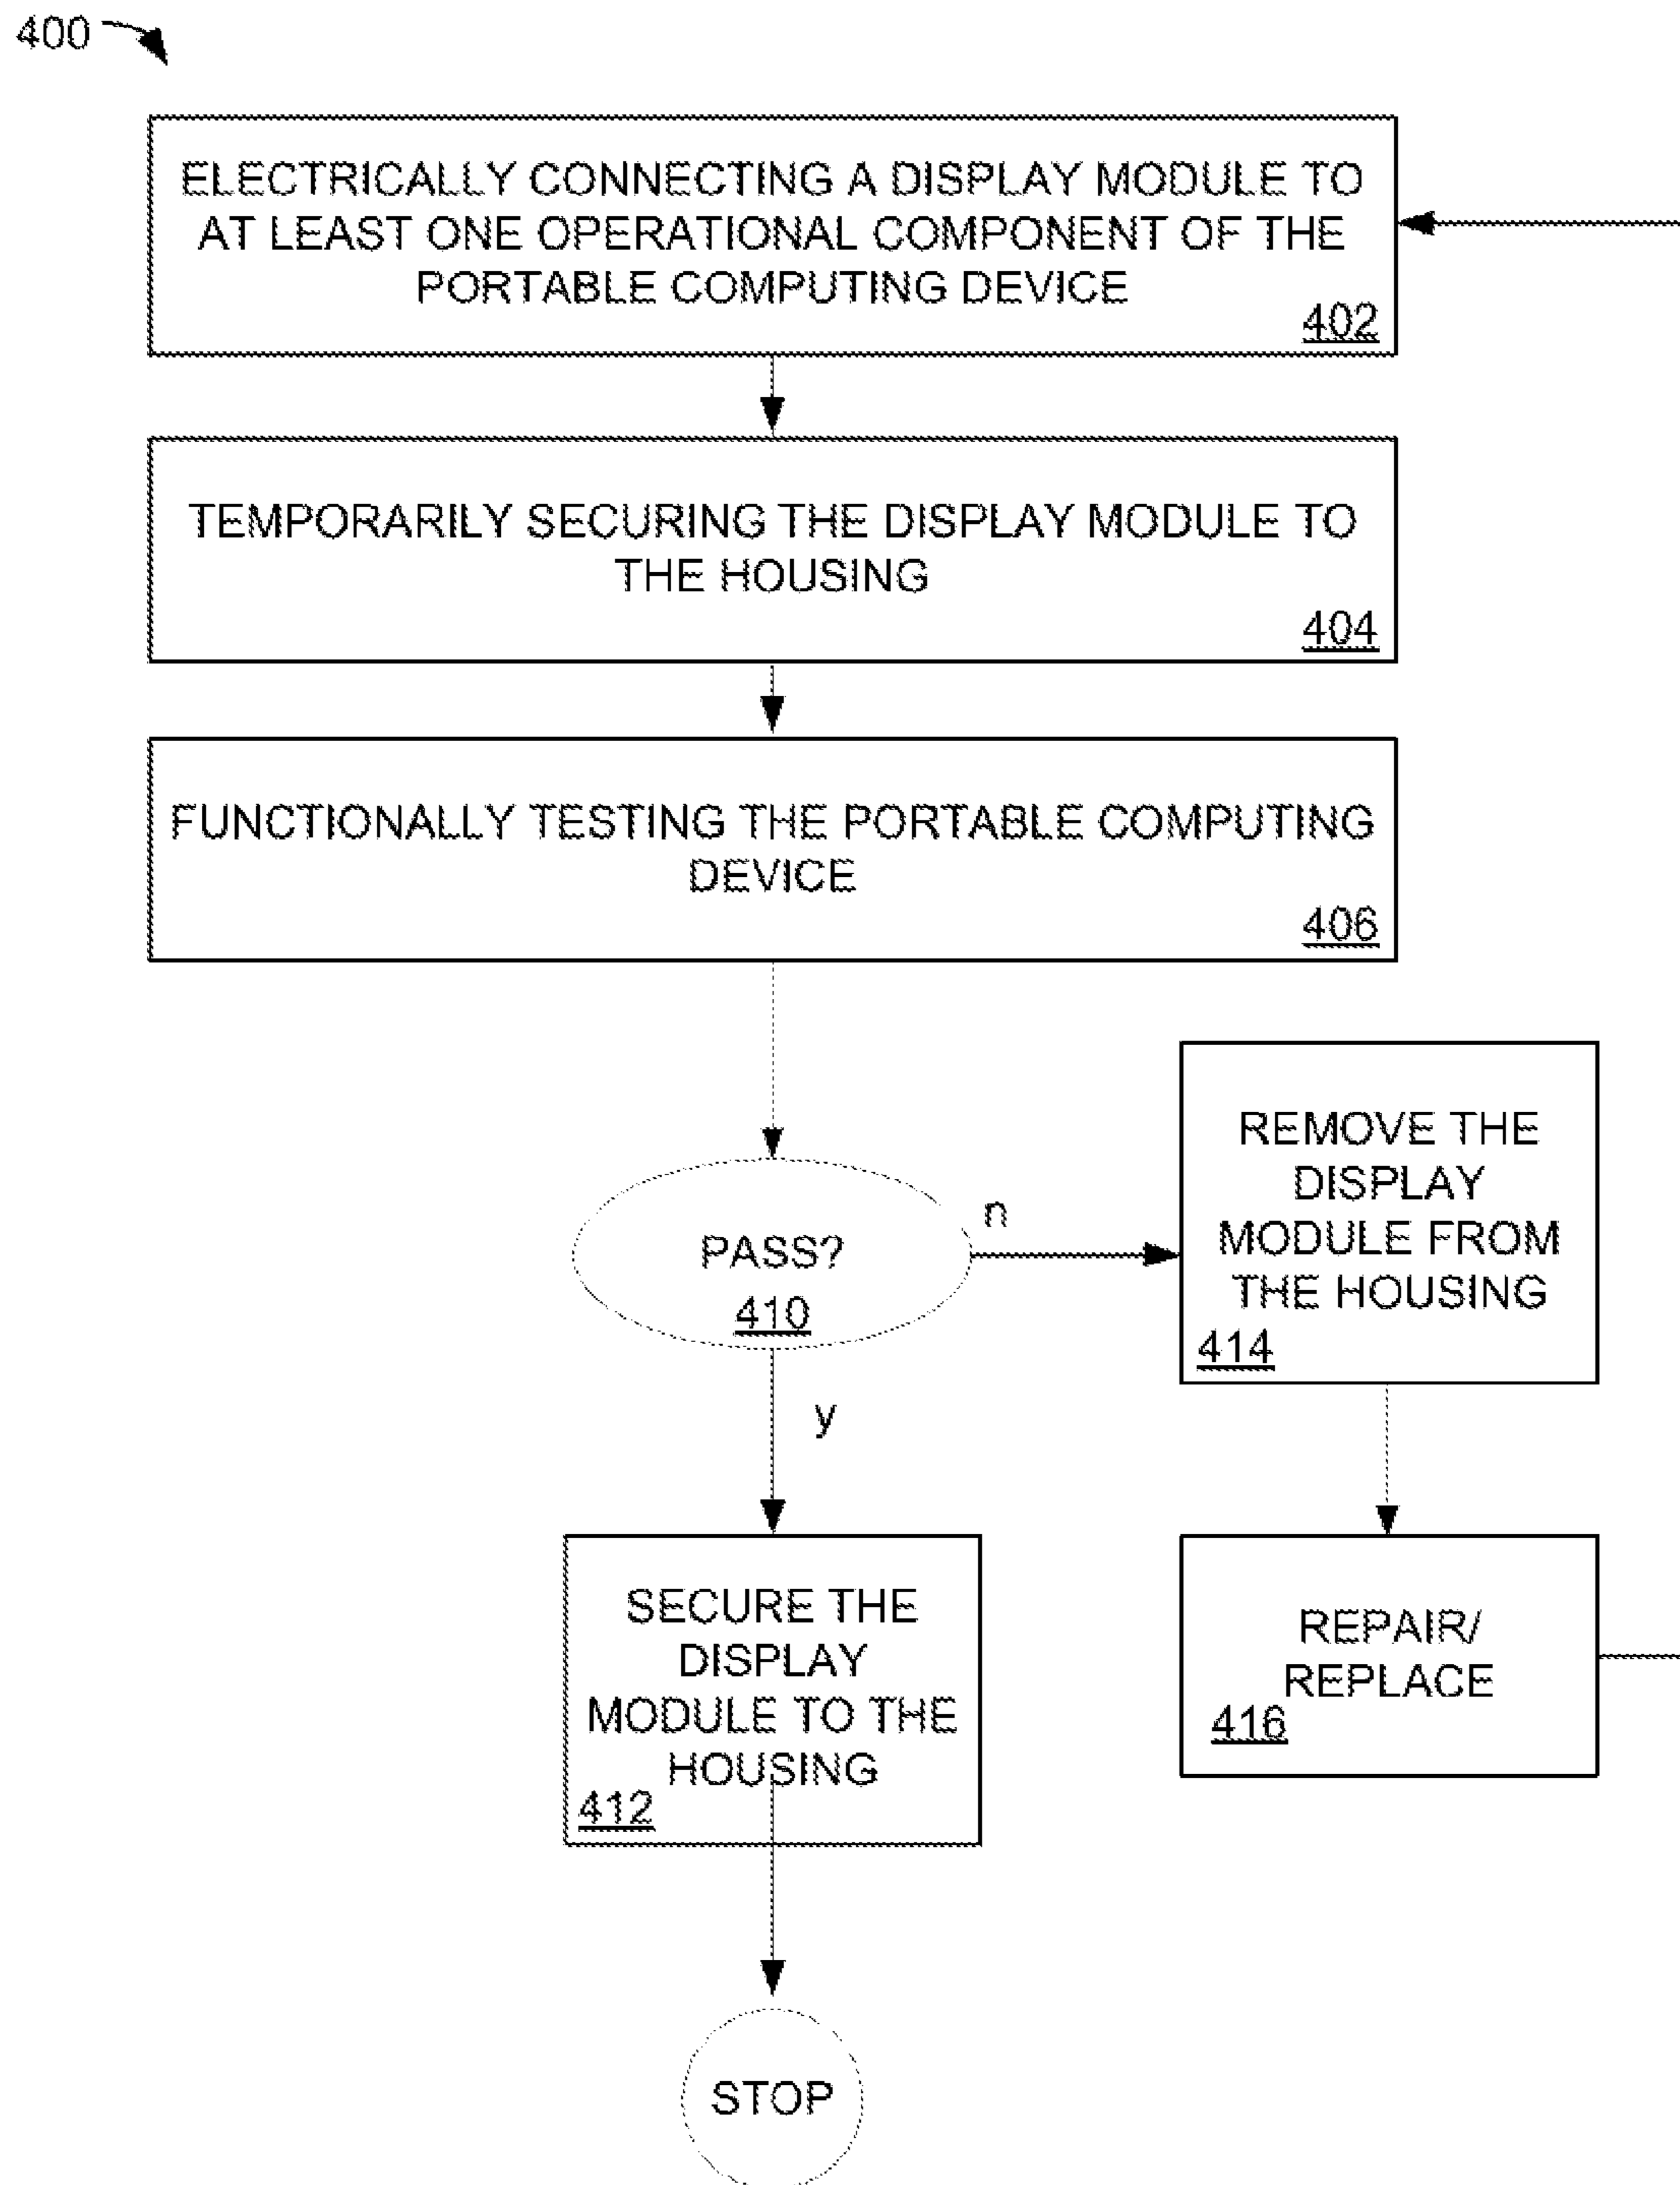 400
ELECTRICALLY CONNECTING A DISPLAY MODULE TO
AT LEAST ONE OPERATIONAL COMPONENT OF THE
PORTABLE COMPUTING DEVICE
402
TEMPORARILY SECURING THE DISPLAY MODULE TO
THE HOUSING
404
FUNCTIONALLY TESTING THE PORTABLE COMPUTING
DEVICE
406
PASS?
410
n
REMOVE THE
DISPLAY
MODULE FROM
THE HOUSING
414
y
SECURE THE
DISPLAY
MODULE TO THE
HOUSING
412
REPAIR/
REPLACE
416
STOP